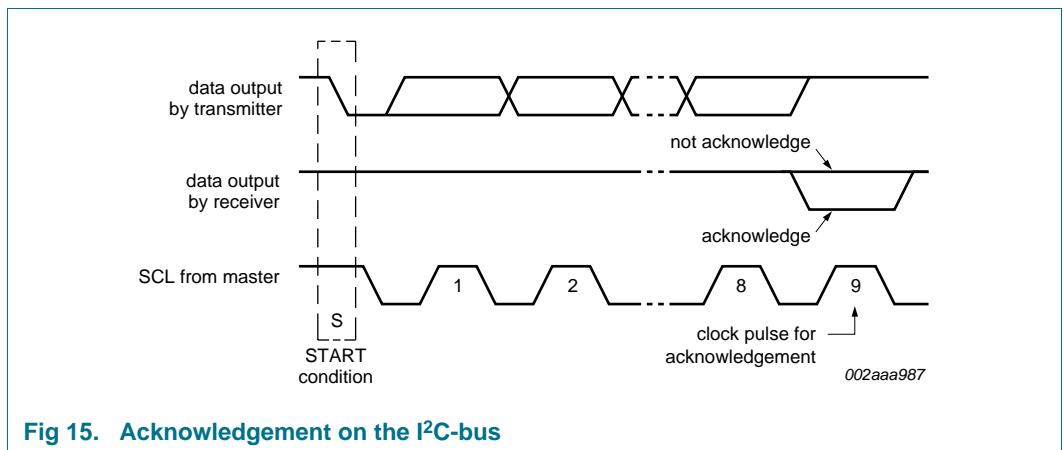 data output
by transmitter
not acknowledge
data output
by receiver
acknowledge
SCL from master
1
2
8
9
S
START
condition
clock pulse for
acknowledgement
002aaa987
Fig 15. Acknowledgement on the I²C-bus